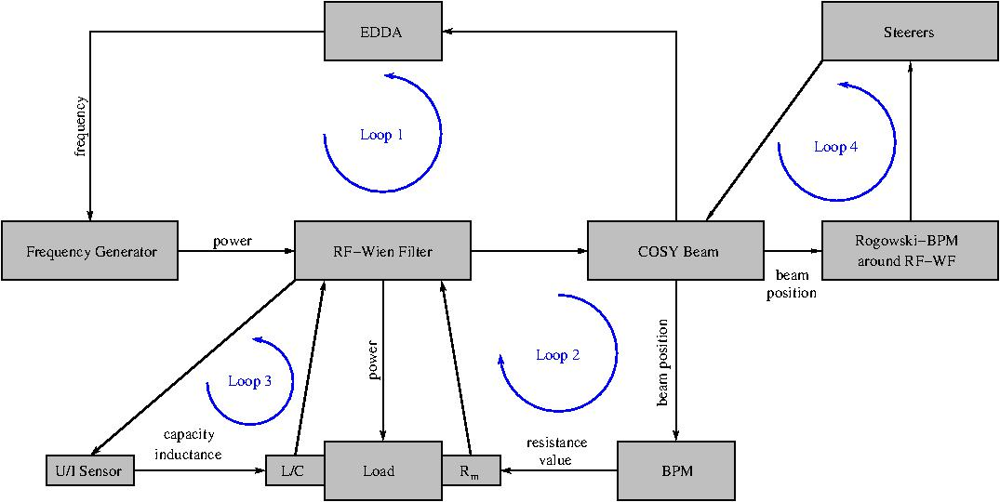 EDDA
Steerers
frequency
Loop 1
Loop 4
Frequency Generator
power
RF-Wien Filter
COSY Beam
Rogowski-BPM
around RF-WF
beam
position
power
beam position
Loop 2
Loop 3
capacity
inductance
resistance
value
U/I Sensor
L/C
Load
Rm
BPM